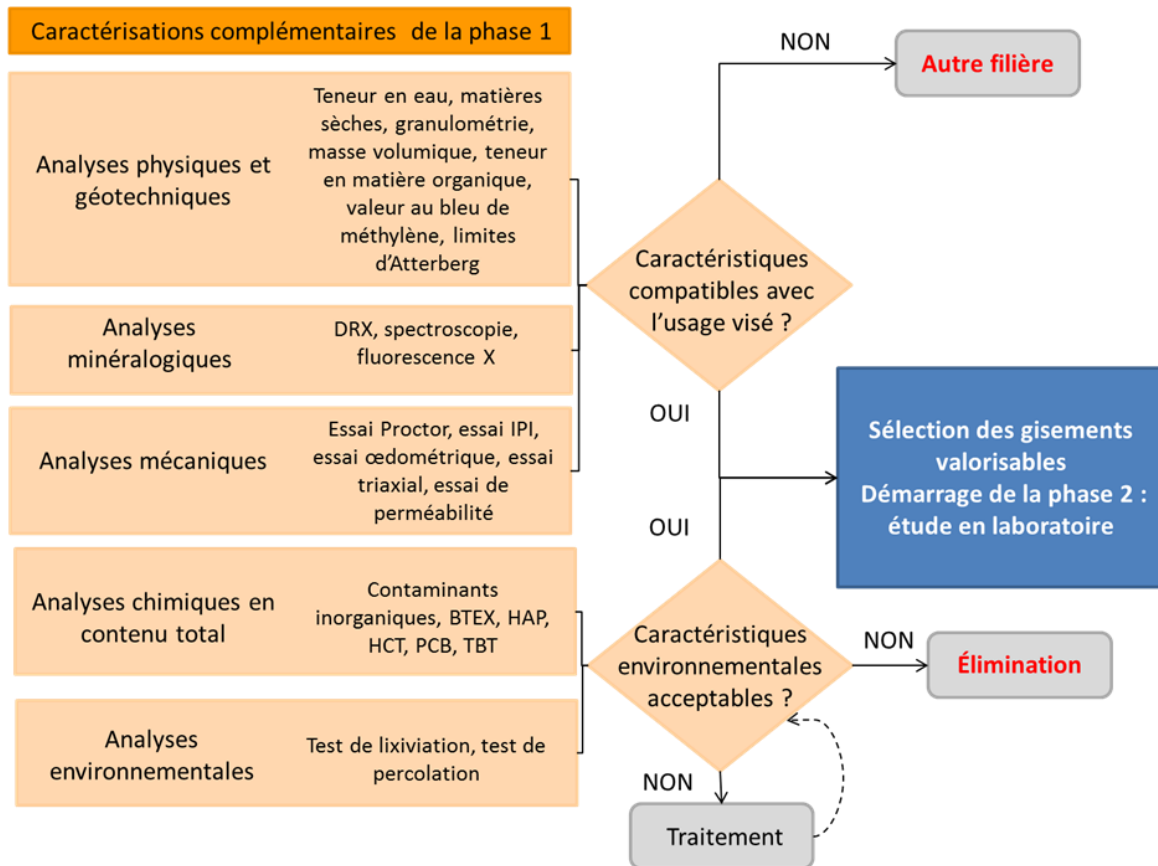 Caractérisations complémentaires de la phase 1
Analyses physiques et
géotechniques
Teneur en eau, matières
sèches, granulométrie,
masse volumique, teneur
en matière organique,
valeur au bleu de
méthylène, limites
d’Atterberg
Analyses
minéralogiques
DRX, spectroscopie,
fluorescence X
Analyses mécaniques
Essai Proctor, essai IPI,
essai œdométrique, essai
triaxial, essai de
perméabilité
Analyses chimiques en
contenu total
Contaminants
inorganiques, BTEX, HAP,
HCT, PCB, TBT
Analyses
environnementales
Test de lixiviation, test de
percolation
NON
Autre filière
Caractéristiques
compatibles avec
l’usage visé ?
OUI
Sélection des gisements
valorisables
Démarrage de la phase 2 :
étude en laboratoire
OUI
Caractéristiques
environnementales
acceptables ?
NON
Élimination
NON
Traitement